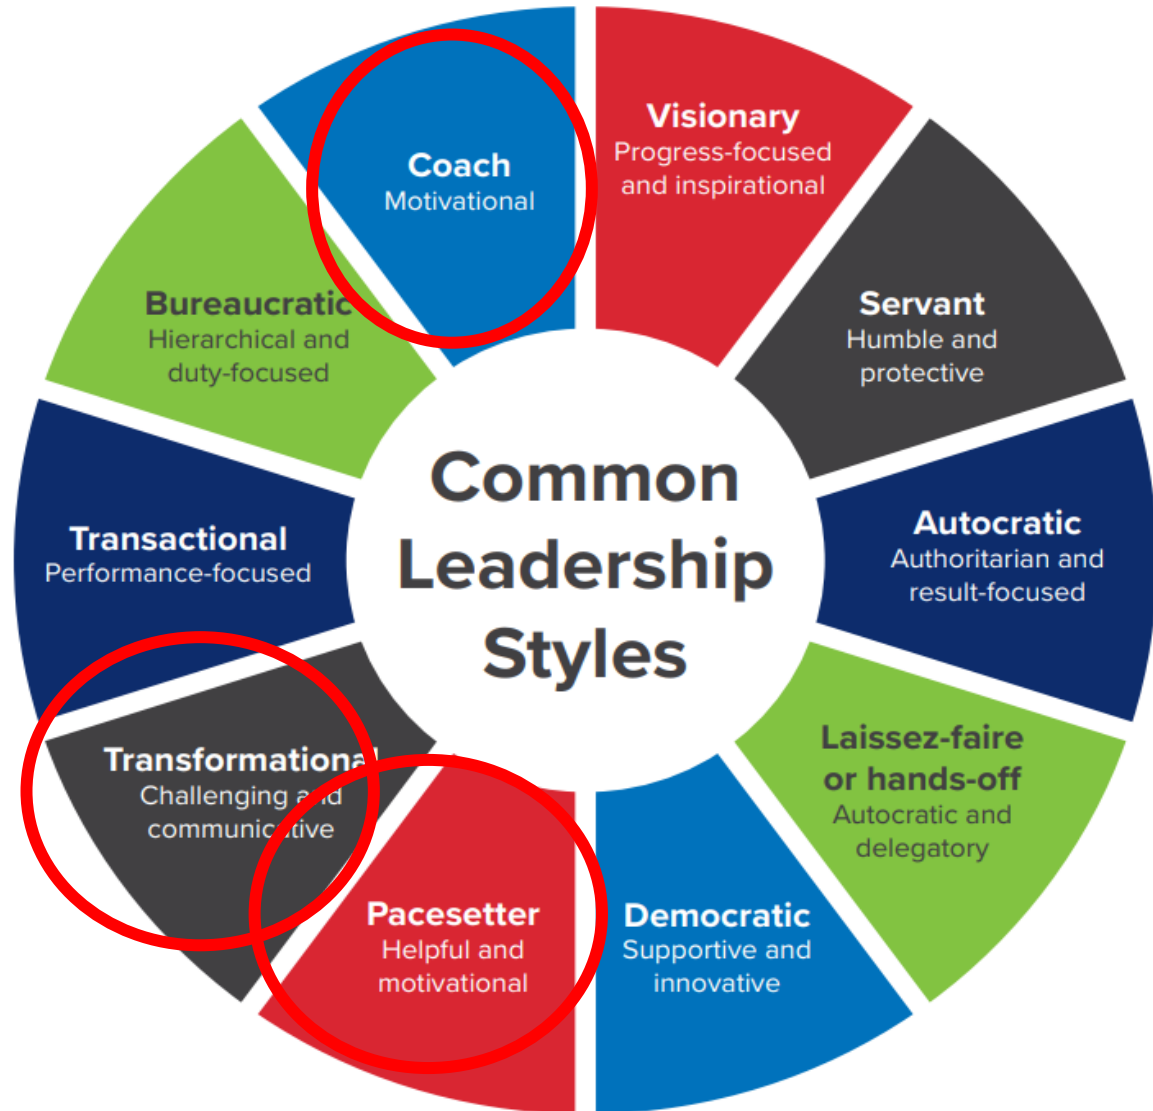 Common
Leadership
Styles
Visionary
Progress-focused
and inspirational
Servant
Humble and
protective
Autocratic
Authoritarian and
result-focused
Laissez-faire
or hands-off
Autocratic and
delegatory
Democratic
Supportive and
innovative
Pacesetter
Helpful and
motivational
Transformational
Challenging and
communicative
Transactional
Performance-focused
Bureaucratic
Hierarchical and
duty-focused
Coach
Motivational